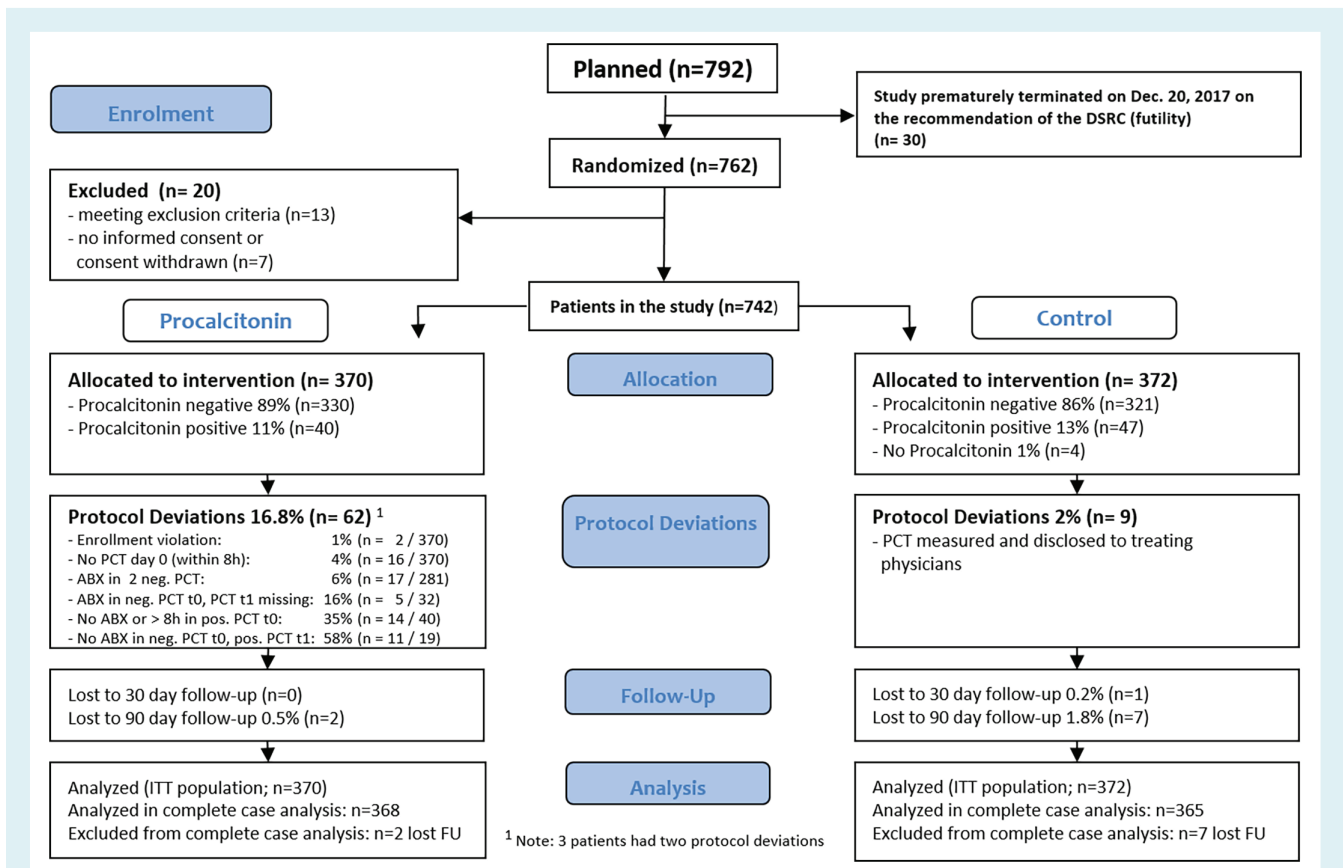 Planned (n=792)
Enrolment
Study prematurely terminated on Dec. 20, 2017 on
the recommendation of the DSRC (futility)
(n= 30)
Randomized (n=762)
Excluded (n= 20)
- meeting exclusion criteria (n=13)
- no informed consent or
consent withdrawn (n=7)
Patients in the study (n=742)
Procalcitonin
Control
Allocated to intervention (n= 370)
- Procalcitonin negative 89% (n=330)
- Procalcitonin positive 11% (n=40)
Allocation
Allocated to intervention (n= 372)
- Procalcitonin negative 86% (n=321)
- Procalcitonin positive 13% (n=47)
- No Procalcitonin 1% (n=4)
Protocol Deviations 16.8% (n= 62) 1
- Enrollment violation: 1% (n = 2 / 370)
- No PCT day 0 (within 8h): 4% (n = 16 / 370)
- ABX in 2 neg. PCT: 6% (n = 17 / 281)
- ABX in neg. PCT t0, PCT t1 missing: 16% (n = 5 / 32)
- No ABX or > 8h in pos. PCT t0: 35% (n = 14 / 40)
- No ABX in neg. PCT t0, pos. PCT t1: 58% (n = 11 / 19)
Protocol Deviations
Protocol Deviations 2% (n= 9)
- PCT measured and disclosed to treating
physicians
Lost to 30 day follow-up (n=0)
Lost to 90 day follow-up 0.5% (n=2)
Follow-Up
Lost to 30 day follow-up 0.2% (n=1)
Lost to 90 day follow-up 1.8% (n=7)
Analyzed (ITT population; n=370)
Analyzed in complete case analysis: n=368
Excluded from complete case analysis: n=2 lost FU
Analysis
Analyzed (ITT population; n=372)
Analyzed in complete case analysis: n=365
Excluded from complete case analysis: n=7 lost FU
1 Note: 3 patients had two protocol deviations